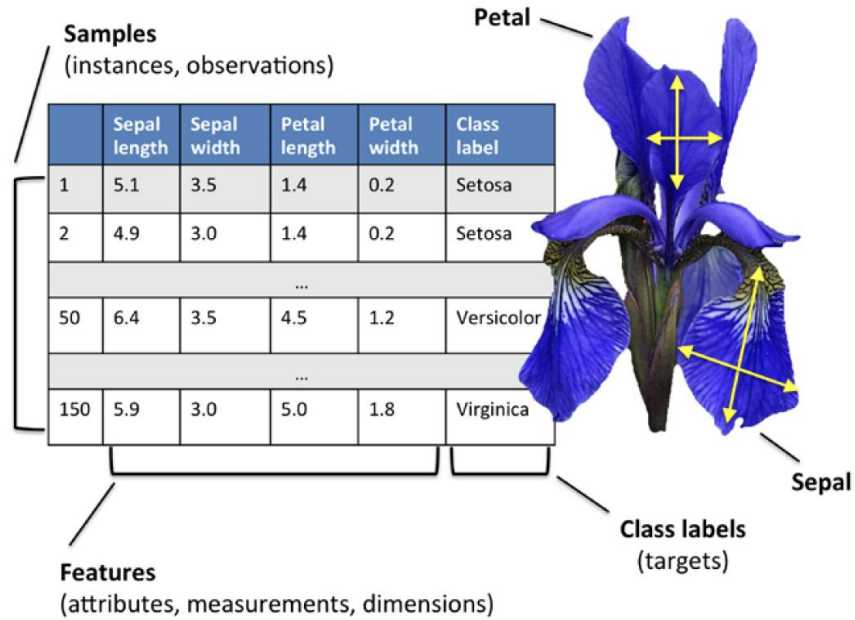 Samples
(instances, observations)
Petal
Sepal length Sepal width Petal length Petal width Class label
1 5.1 3.5 1.4 0.2 Setosa
2 4.9 3.0 1.4 0.2 Setosa
...
50 6.4 3.5 4.5 1.2 Versicolor
...
150 5.9 3.0 5.0 1.8 Virginica
Sepal
Class labels
(targets)
Features
(attributes, measurements, dimensions)